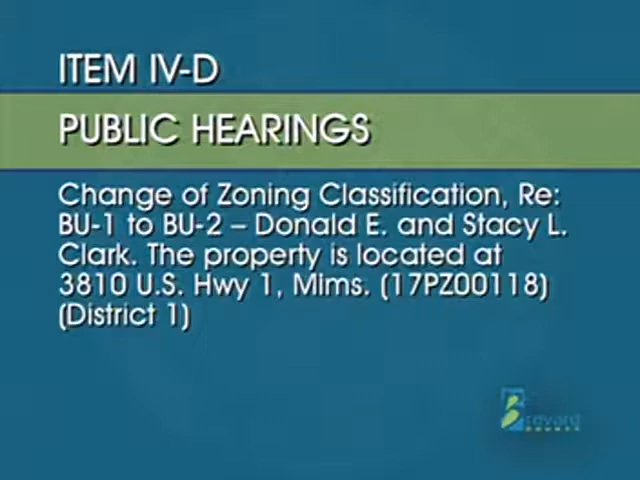 ITEM IV-D
PUBLIC HEARINGS
Change of Zoning Classification, Re:
BU-1 to BU-2 – Donald E. and Stacy L.
Clark. The property is located at
3810 U.S. Hwy 1, Mims. (17PZ00118)
(District 1)
Brevard